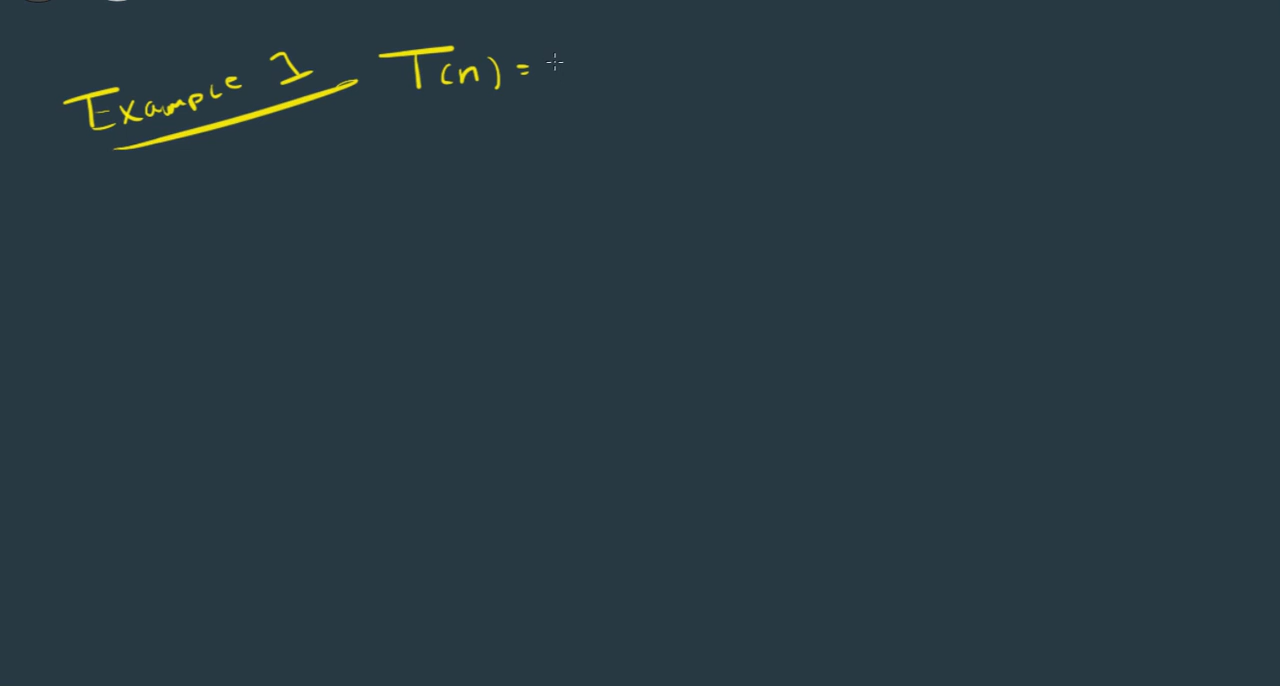 Example 1 T(n) =